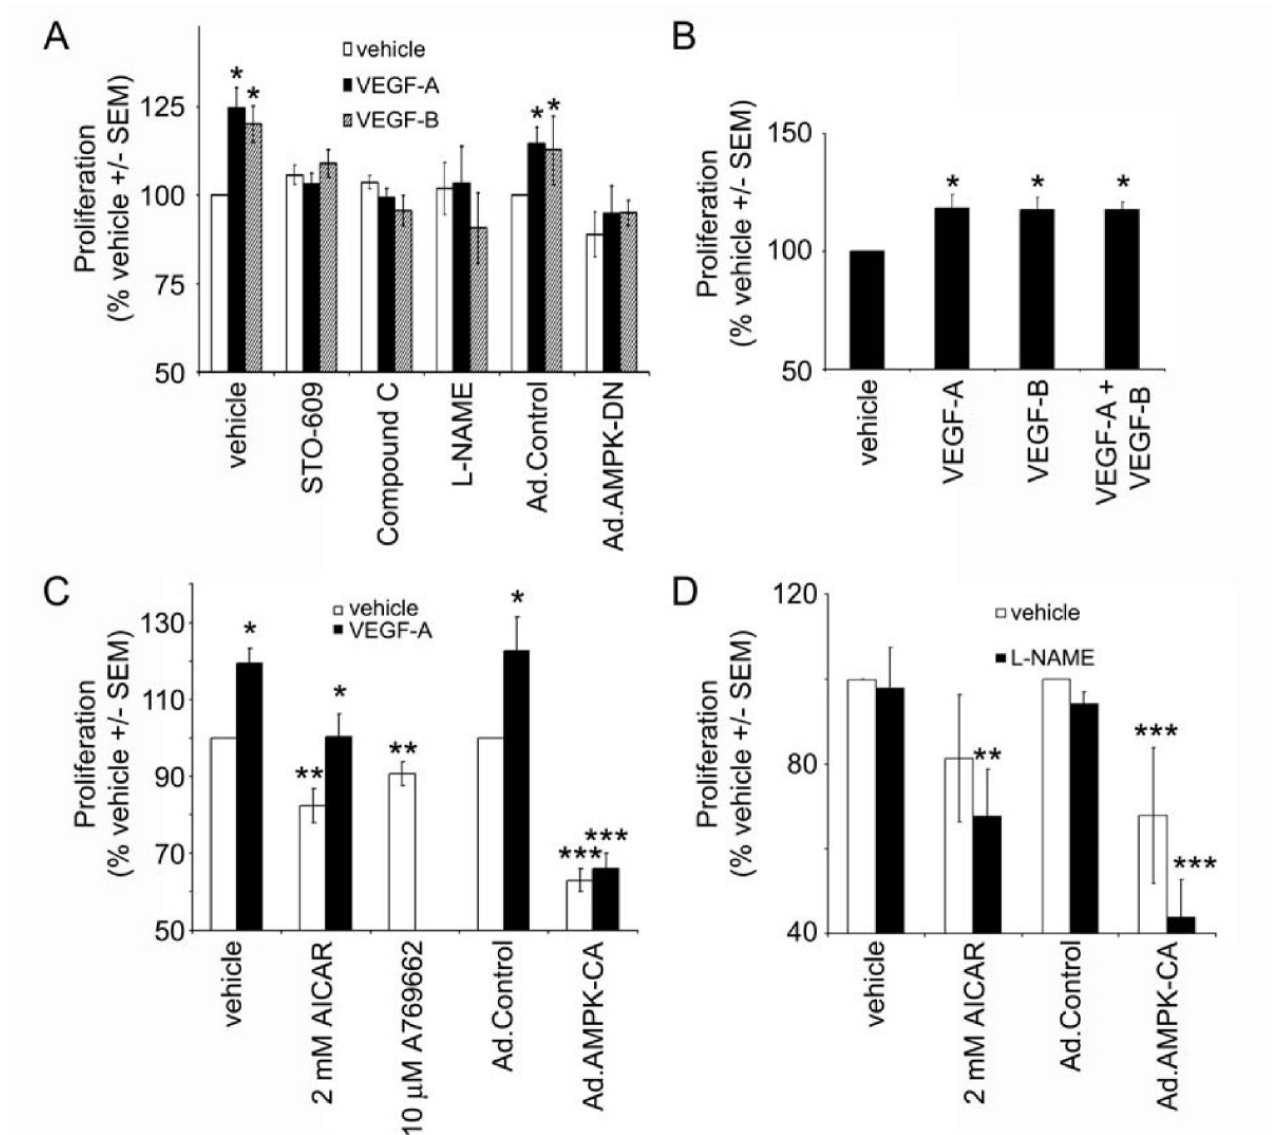 A
Proliferation
(% vehicle +/- SEM)
125
100
75
50
vehicle
VEGF-A
VEGF-B
*
*
*
*
vehicle
STO-609
Compound C
L-NAME
Ad.Control
Ad.AMPK-DN
B
Proliferation
(% vehicle +/- SEM)
150
100
50
*
*
*
vehicle
VEGF-A
VEGF-B
VEGF-A +
VEGF-B
C
Proliferation
(% vehicle +/- SEM)
130
110
90
70
50
vehicle
VEGF-A
*
**
*
**
*
***
***
vehicle
2 mM AICAR
10 μM A769662
Ad.Control
Ad.AMPK-CA
D
Proliferation
(% vehicle +/- SEM)
120
80
40
vehicle
L-NAME
**
***
***
vehicle
2 mM AICAR
Ad.Control
Ad.AMPK-CA